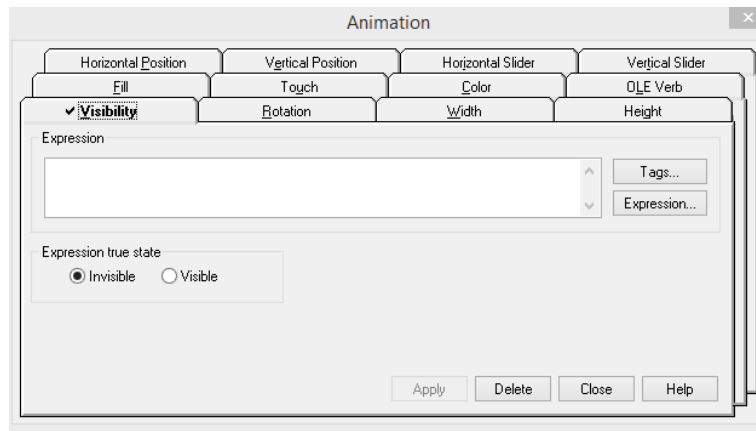 Animation
Horizontal Position Vertical Position Horizontal Slider Vertical Slider
Fill Touch Color OLE Verb
Visibility Rotation Width Height
Expression
Tags...
Expression...
Expression true state
Invisible Visible
Apply Delete Close Help